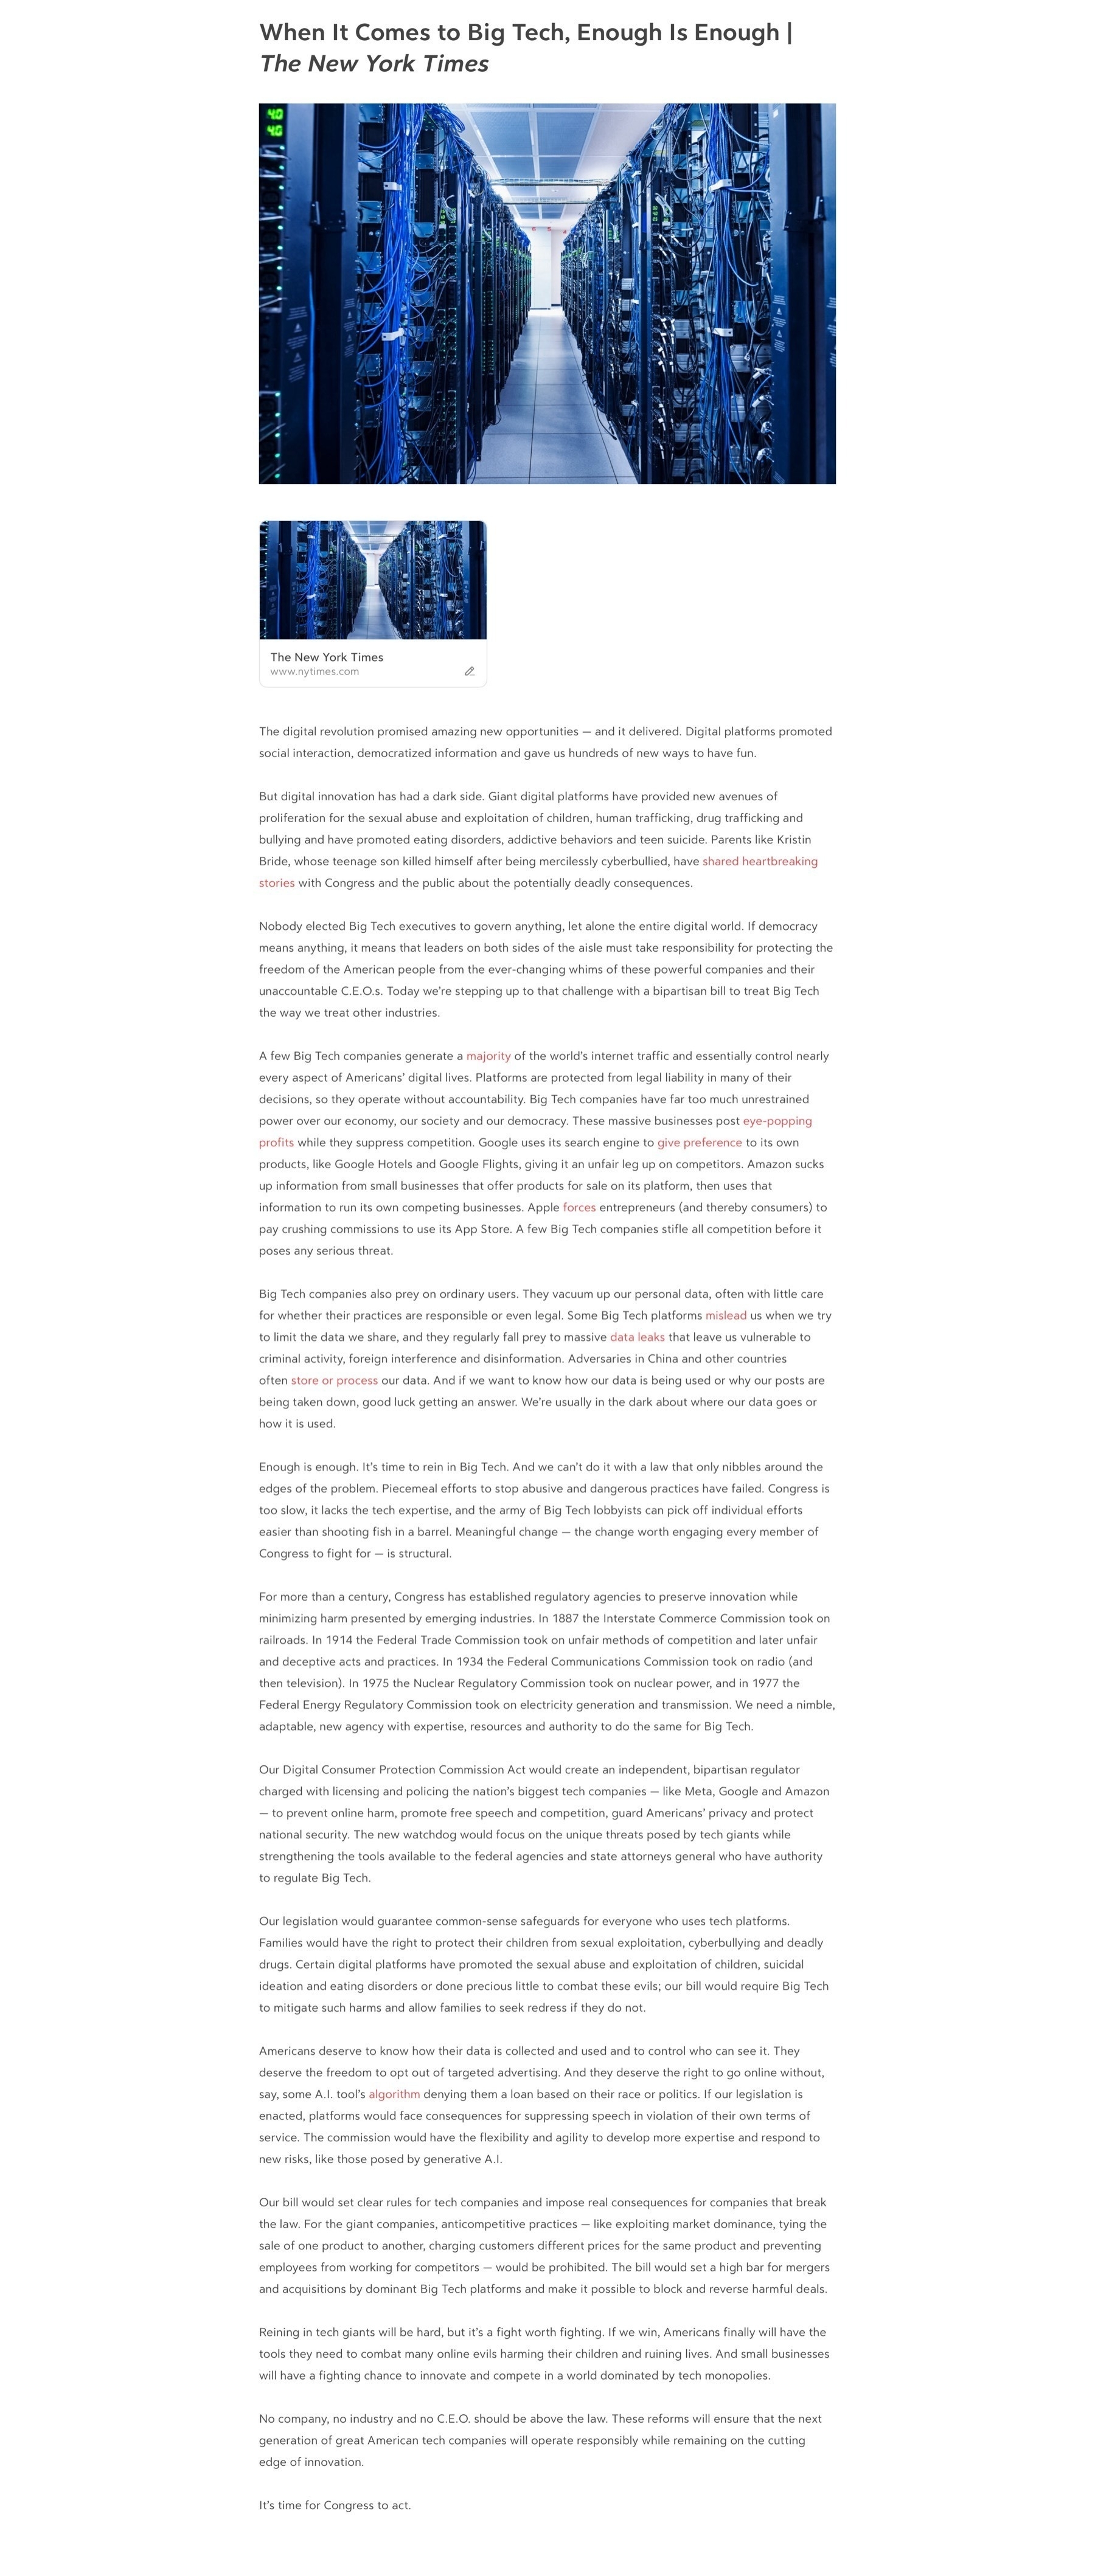 When It Comes to Big Tech, Enough Is Enough |
The New York Times
4.0
4.0
The New York Times
www.nytimes.com
The digital revolution promised amazing new opportunities — and it delivered. Digital platforms promoted
social interaction, democratized information and gave us hundreds of new ways to have fun.
But digital innovation has had a dark side. Giant digital platforms have provided new avenues of
proliferation for the sexual abuse and exploitation of children, human trafficking, drug trafficking and
bullying and have promoted eating disorders, addictive behaviors and teen suicide. Parents like Kristin
Bride, whose teenage son killed himself after being mercilessly cyberbullied, have shared heartbreaking
stories with Congress and the public about the potentially deadly consequences.
Nobody elected Big Tech executives to govern anything, let alone the entire digital world. If democracy
means anything, it means that leaders on both sides of the aisle must take responsibility for protecting the
freedom of the American people from the ever-changing whims of these powerful companies and their
unaccountable C.E.O.s. Today we’re stepping up to that challenge with a bipartisan bill to treat Big Tech
the way we treat other industries.
A few Big Tech companies generate a majority of the world’s internet traffic and essentially control nearly
every aspect of Americans’ digital lives. Platforms are protected from legal liability in many of their
decisions, so they operate without accountability. Big Tech companies have far too much unrestrained
power over our economy, our society and our democracy. These massive businesses post eye-popping
profits while they suppress competition. Google uses its search engine to give preference to its own
products, like Google Hotels and Google Flights, giving it an unfair leg up on competitors. Amazon sucks
up information from small businesses that offer products for sale on its platform, then uses that
information to run its own competing businesses. Apple forces entrepreneurs (and thereby consumers) to
pay crushing commissions to use its App Store. A few Big Tech companies stifle all competition before it
poses any serious threat.
Big Tech companies also prey on ordinary users. They vacuum up our personal data, often with little care
for whether their practices are responsible or even legal. Some Big Tech platforms mislead us when we try
to limit the data we share, and they regularly fall prey to massive data leaks that leave us vulnerable to
criminal activity, foreign interference and disinformation. Adversaries in China and other countries
often store or process our data. And if we want to know how our data is being used or why our posts are
being taken down, good luck getting an answer. We’re usually in the dark about where our data goes or
how it is used.
Enough is enough. It’s time to rein in Big Tech. And we can’t do it with a law that only nibbles around the
edges of the problem. Piecemeal efforts to stop abusive and dangerous practices have failed. Congress is
too slow, it lacks the tech expertise, and the army of Big Tech lobbyists can pick off individual efforts
easier than shooting fish in a barrel. Meaningful change — the change worth engaging every member of
Congress to fight for — is structural.
For more than a century, Congress has established regulatory agencies to preserve innovation while
minimizing harm presented by emerging industries. In 1887 the Interstate Commerce Commission took on
railroads. In 1914 the Federal Trade Commission took on unfair methods of competition and later unfair
and deceptive acts and practices. In 1934 the Federal Communications Commission took on radio (and
then television). In 1975 the Nuclear Regulatory Commission took on nuclear power, and in 1977 the
Federal Energy Regulatory Commission took on electricity generation and transmission. We need a nimble,
adaptable, new agency with expertise, resources and authority to do the same for Big Tech.
Our Digital Consumer Protection Commission Act would create an independent, bipartisan regulator
charged with licensing and policing the nation’s biggest tech companies — like Meta, Google and Amazon
— to prevent online harm, promote free speech and competition, guard Americans’ privacy and protect
national security. The new watchdog would focus on the unique threats posed by tech giants while
strengthening the tools available to the federal agencies and state attorneys general who have authority
to regulate Big Tech.
Our legislation would guarantee common-sense safeguards for everyone who uses tech platforms.
Families would have the right to protect their children from sexual exploitation, cyberbullying and deadly
drugs. Certain digital platforms have promoted the sexual abuse and exploitation of children, suicidal
ideation and eating disorders or done precious little to combat these evils; our bill would require Big Tech
to mitigate such harms and allow families to seek redress if they do not.
Americans deserve to know how their data is collected and used and to control who can see it. They
deserve the freedom to opt out of targeted advertising. And they deserve the right to go online without,
say, some A.I. tool’s algorithm denying them a loan based on their race or politics. If our legislation is
enacted, platforms would face consequences for suppressing speech in violation of their own terms of
service. The commission would have the flexibility and agility to develop more expertise and respond to
new risks, like those posed by generative A.I.
Our bill would set clear rules for tech companies and impose real consequences for companies that break
the law. For the giant companies, anticompetitive practices — like exploiting market dominance, tying the
sale of one product to another, charging customers different prices for the same product and preventing
employees from working for competitors — would be prohibited. The bill would set a high bar for mergers
and acquisitions by dominant Big Tech platforms and make it possible to block and reverse harmful deals.
Reining in tech giants will be hard, but it’s a fight worth fighting. If we win, Americans finally will have the
tools they need to combat many online evils harming their children and ruining lives. And small businesses
will have a fighting chance to innovate and compete in a world dominated by tech monopolies.
No company, no industry and no C.E.O. should be above the law. These reforms will ensure that the next
generation of great American tech companies will operate responsibly while remaining on the cutting
edge of innovation.
It’s time for Congress to act.